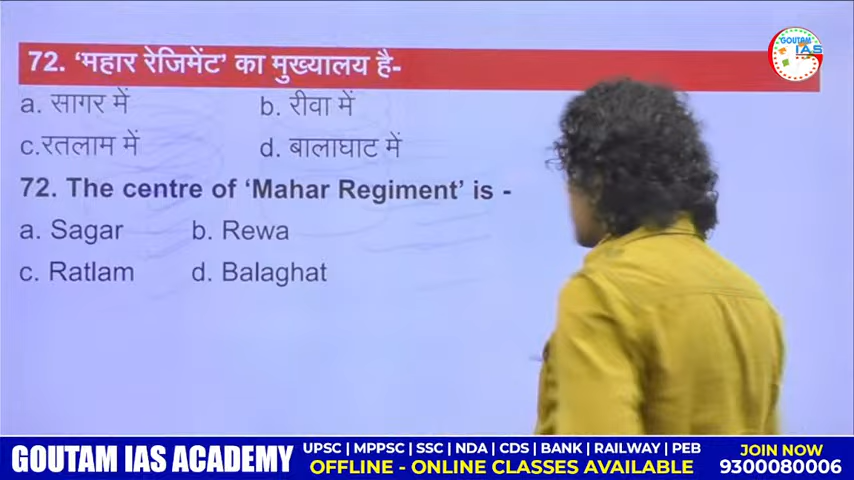 72. ‘महार रेजिमेंट’ का मुख्यालय है-
a. सागर में b. रीवा में
c.रतलाम में d. बालाघाट में
72. The centre of ‘Mahar Regiment’ is -
a. Sagar b. Rewa
c. Ratlam d. Balaghat
GOUTAM
IAS
GOUTAM IAS ACADEMY
UPSC | MPPSC | SSC | NDA | CDS | BANK | RAILWAY | PEB
OFFLINE - ONLINE CLASSES AVAILABLE
JOIN NOW
9300080006